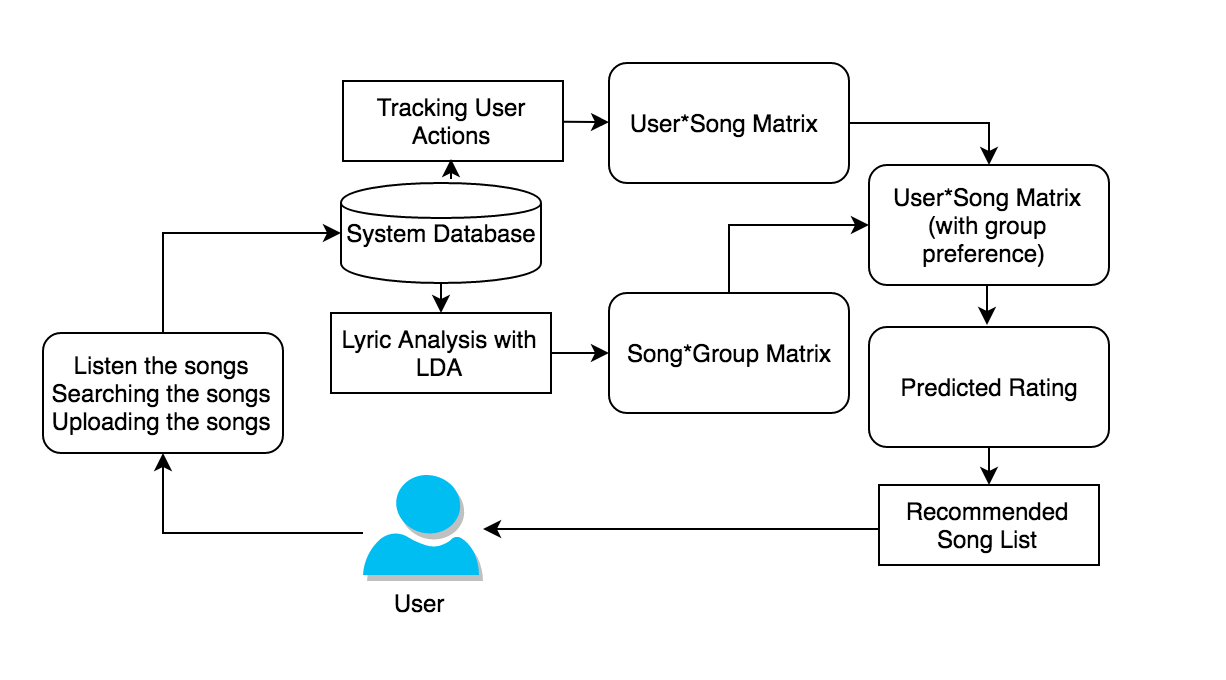 Tracking User
Actions
User*Song Matrix
User*Song Matrix
(with group
preference)
System Database
Lyric Analysis with
LDA
Song*Group Matrix
Listen the songs
Searching the songs
Uploading the songs
Predicted Rating
Recommended
Song List
User